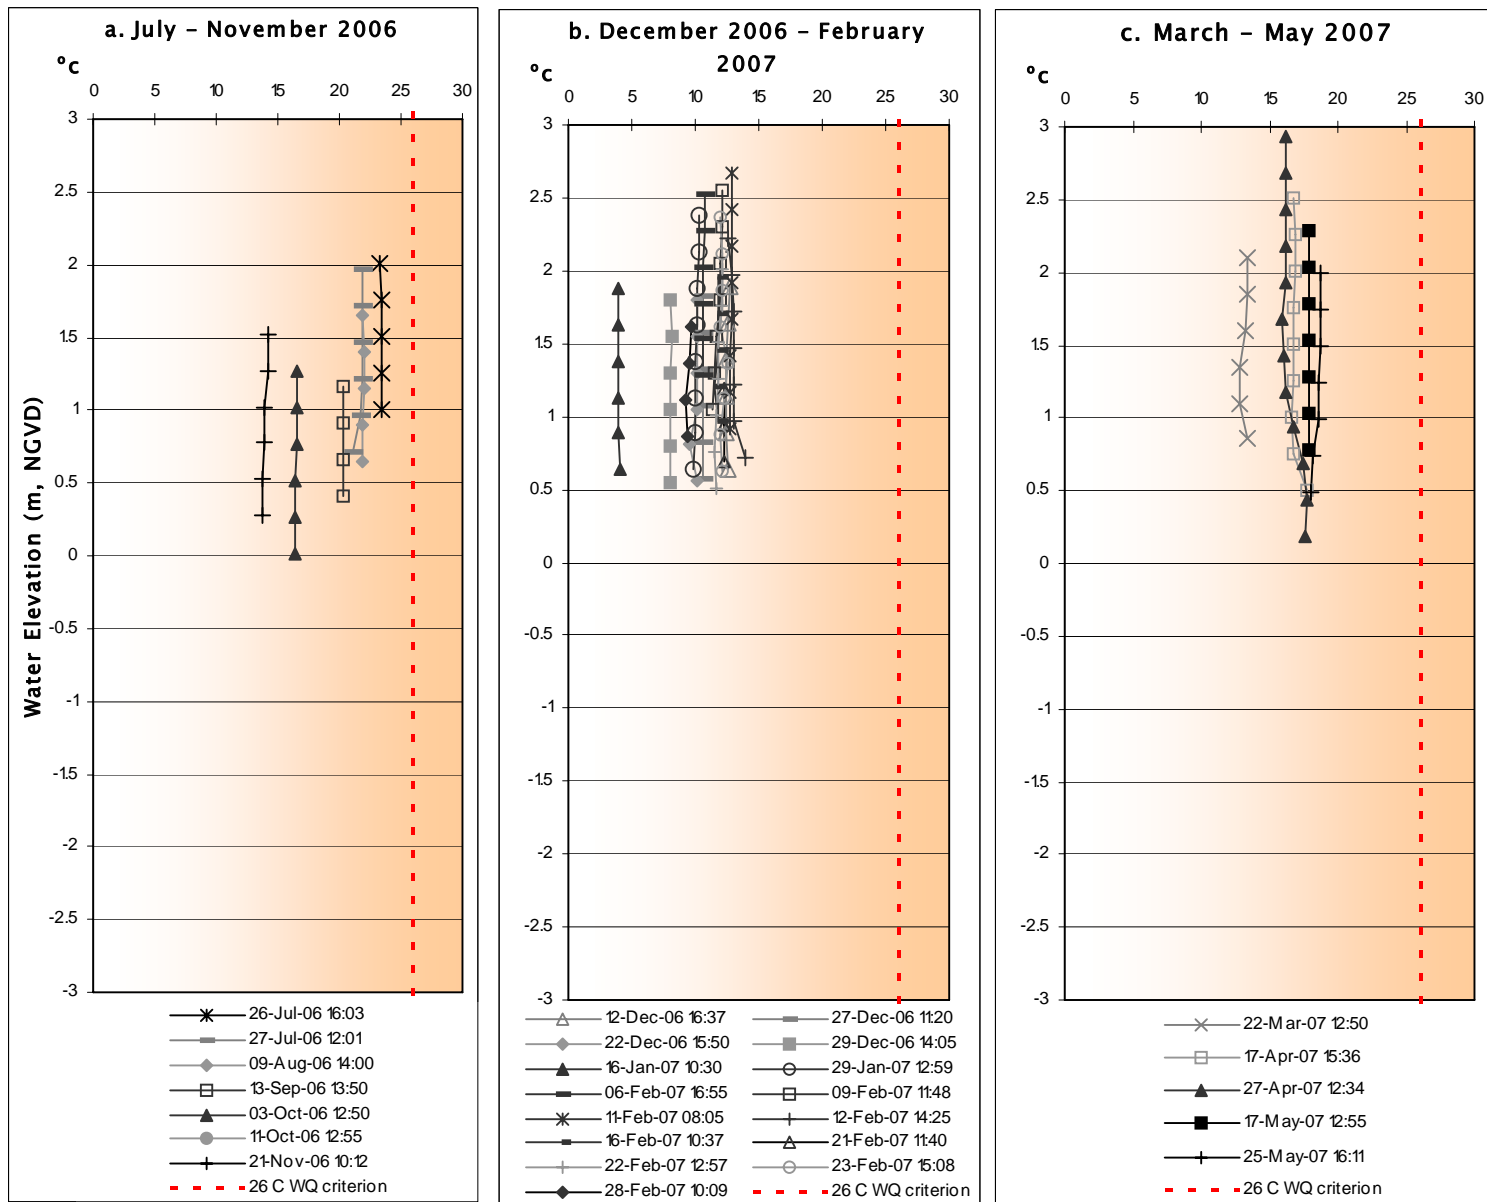 a. July – November 2006
°c
0 5 10 15 20 25 30
3
2.5
2
1.5
1
0.5
0
-0.5
-1
-1.5
-2
-2.5
-3
Water Elevation (m, NGVD)
26-Jul-06 16:03
27-Jul-06 12:01
09-Aug-06 14:00
13-Sep-06 13:50
03-Oct-06 12:50
11-Oct-06 12:55
21-Nov-06 10:12
26 C WQ criterion
b. December 2006 – February
2007
°c
0 5 10 15 20 25 30
3
2.5
2
1.5
1
0.5
0
-0.5
-1
-1.5
-2
-2.5
-3
12-Dec-06 16:37 27-Dec-06 11:20
22-Dec-06 15:50 29-Dec-06 14:05
16-Jan-07 10:30 29-Jan-07 12:59
06-Feb-07 16:55 09-Feb-07 11:48
11-Feb-07 08:05 12-Feb-07 14:25
16-Feb-07 10:37 21-Feb-07 11:40
22-Feb-07 12:57 23-Feb-07 15:08
28-Feb-07 10:09 26 C WQ criterion
c. March – May 2007
°c
0 5 10 15 20 25 30
3
2.5
2
1.5
1
0.5
0
-0.5
-1
-1.5
-2
-2.5
-3
22-Mar-07 12:50
17-Apr-07 15:36
27-Apr-07 12:34
17-May-07 12:55
25-May-07 16:11
26 C WQ criterion